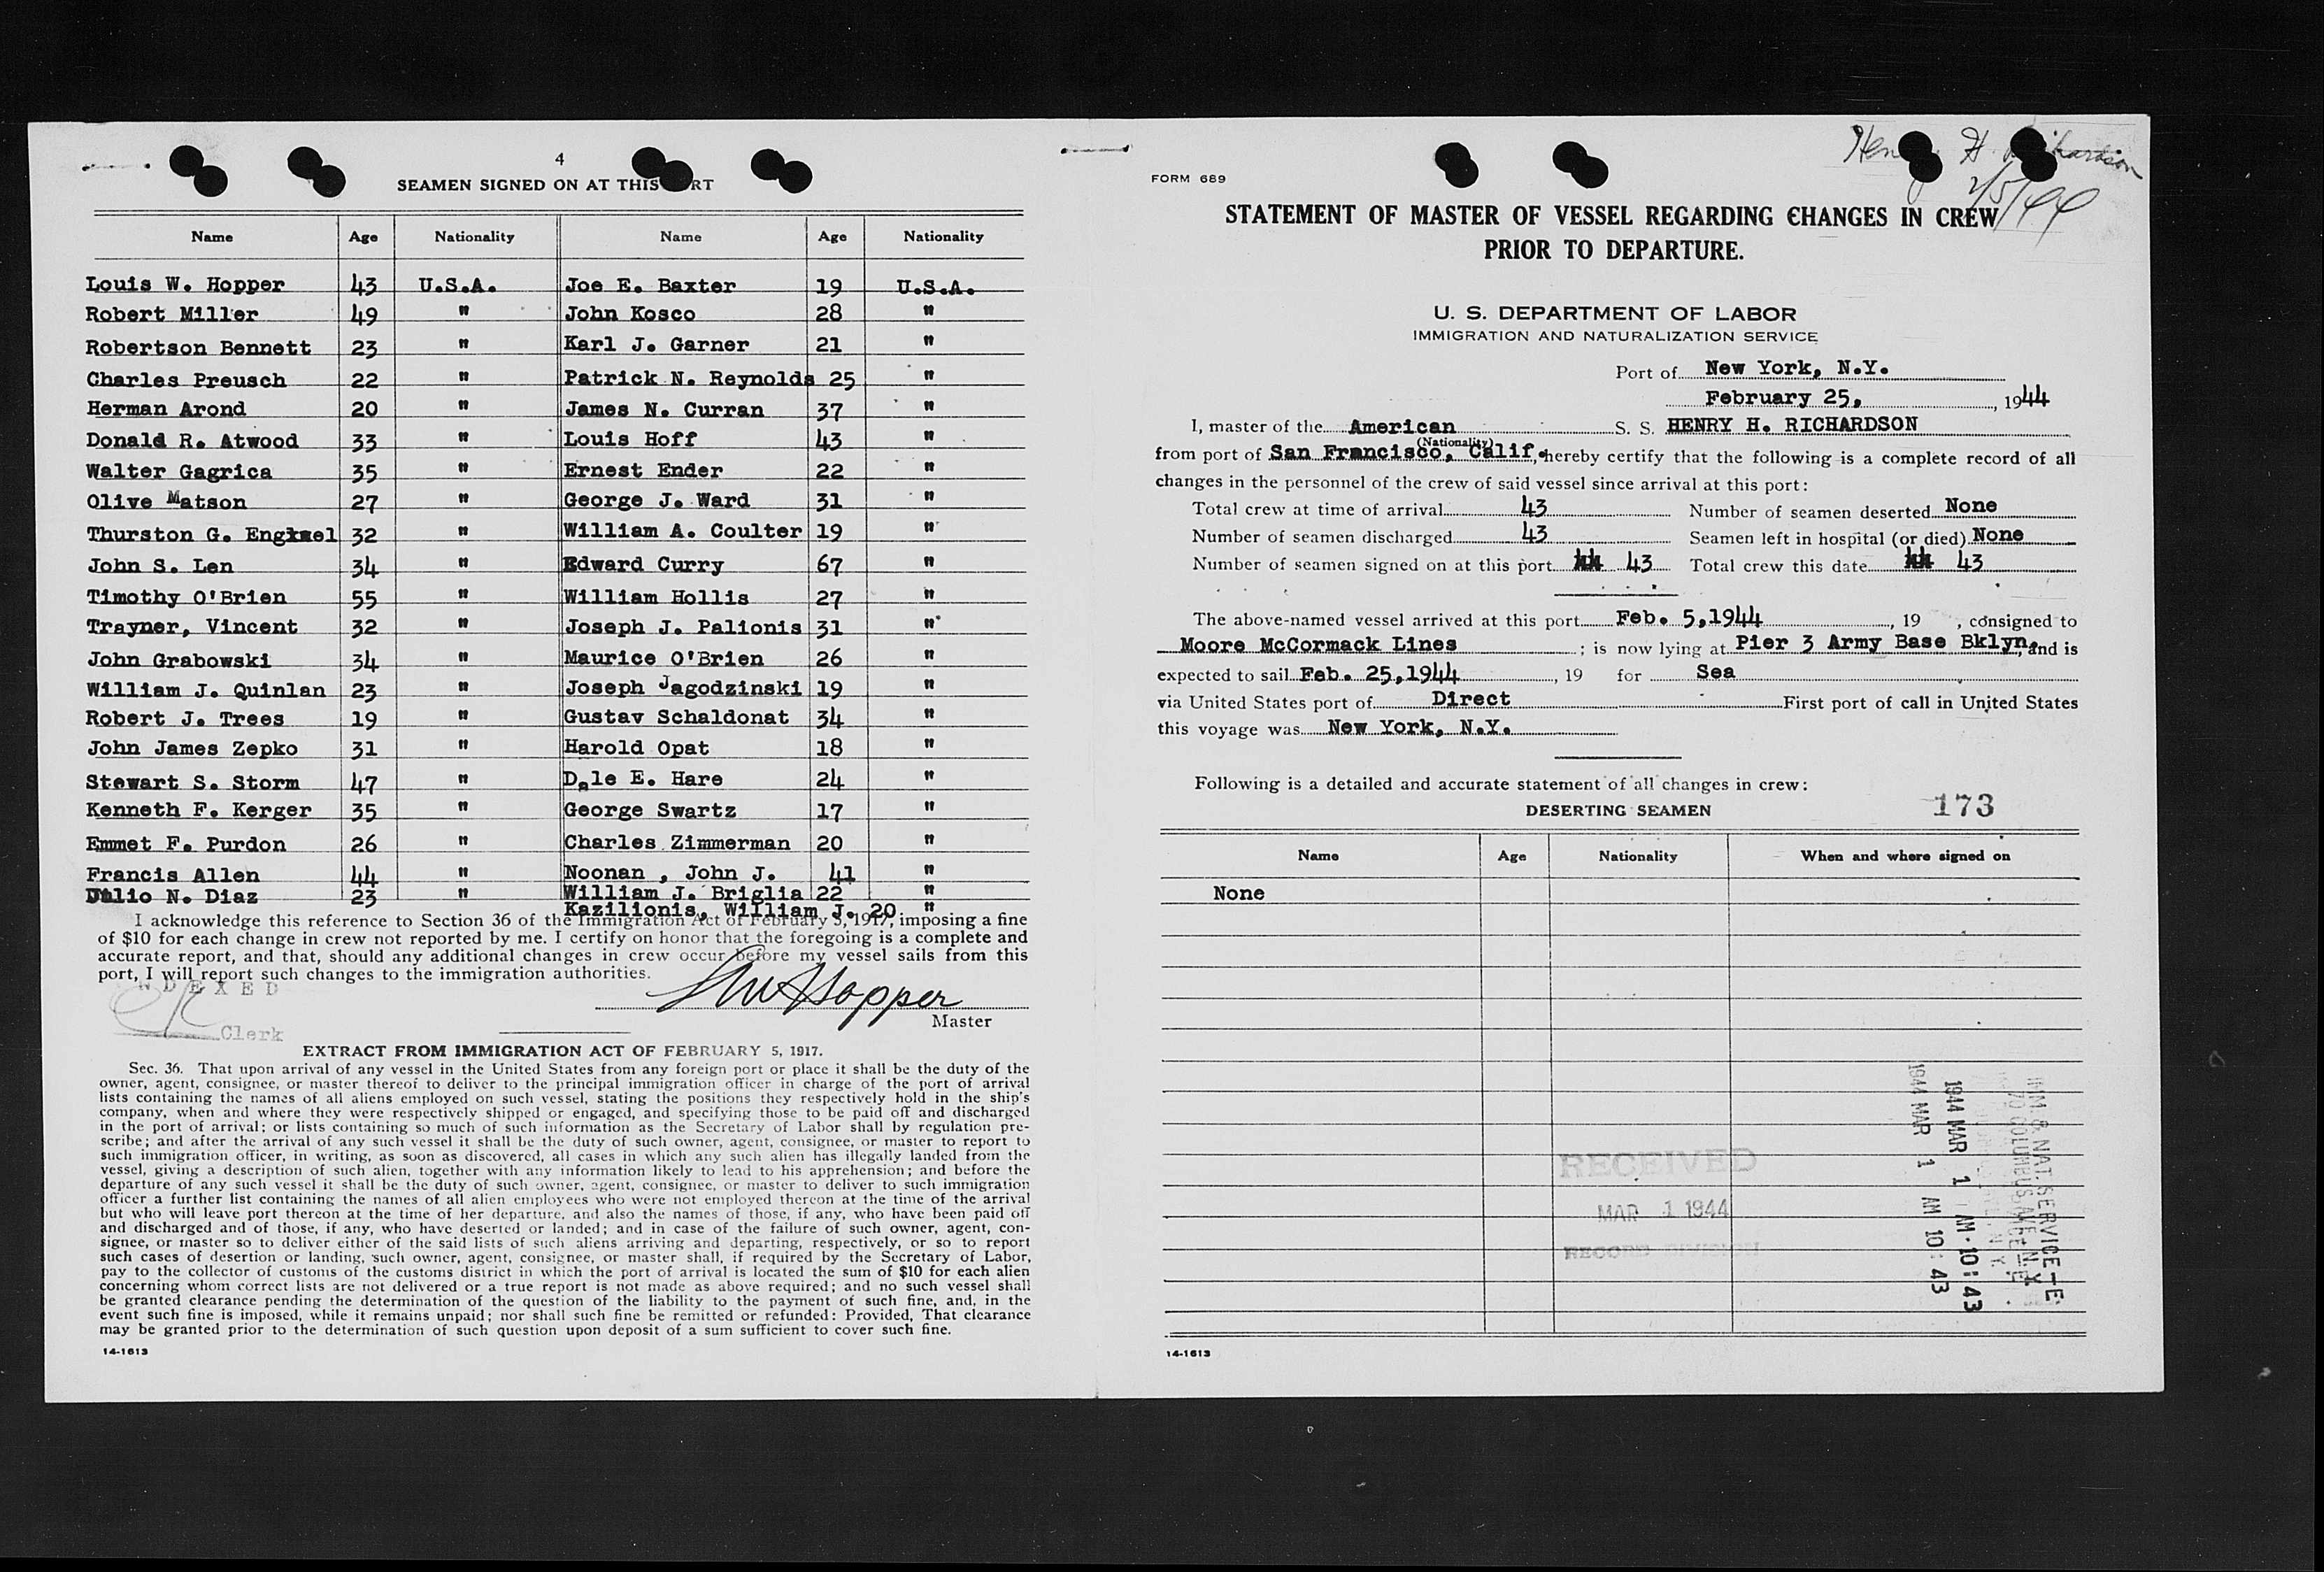 4
SEAMEN SIGNED ON AT THIS RT
Name Age Nationality Name Age Nationality
Louis W. Hopper 43 U.S.A. Joe E. Baxter 19 U.S.A.
Robert Miller 49 " John Kosco 28 "
Robertson Bennett 23 " Karl J. Garner 21 "
Charles Preusch 22 " Patrick N. Reynolds 25 "
Herman Arond 20 " James N. Curran 37 "
Donald R. Atwood 33 " Louis Hoff 43 "
Walter Gagrica 35 " Ernest Ender 22 "
Olive Matson 27 " George J. Ward 31 "
Thurston G. 32 " William A. Coulter 19 "
John S. Len 34 " Edward Curry 67 "
Timothy O'Brien 55 " William Hollis 27 "
Trayner, Vincent 32 " Joseph J. Palionis 31 "
John Grabowski 34 " Maurice O'Brien 26 "
William J. Quinlan 23 " Joseph Jagodzinski 19 "
Robert J. Trees 19 " Gustav Schaldonat 34 "
John James Zepko 31 " Harold Opat 18 "
Stewart S. Storm 47 " Dale E. Hare 24 "
Kenneth F. Kerger 35 " George Swartz 17 "
Emmet F. Purdon 26 " Charles Zimmerman 20 "
Francis Allen 44 " Noonan , John J. 41 "
N. Diaz 23 " William J. Briglia 22 "
Kazilionis, William J. 20 "
I acknowledge this reference to Section 36 of the Immigration Act of February 5, 1917, imposing a fine
of $10 for each change in crew not reported by me. I certify on honor that the foregoing is a complete and
accurate report, and that, should any additional changes in crew occur before my vessel sails from this
port, I will report such changes to the immigration authorities.
NDEXED
Hopper
Master
Clerk
EXTRACT FROM IMMIGRATION ACT OF FEBRUARY 5, 1917.
Sec. 36. That upon arrival of any vessel in the United States from any foreign port or place it shall be the duty of the
owner, agent, consignee, or master thereof to deliver to the principal immigration officer in charge of the port of arrival
lists containing the names of all aliens employed on such vessel, stating the positions they respectively hold in the ship's
company, when and where they were respectively shipped or engaged, and specifying those to be paid off and discharged
in the port of arrival; or lists containing so much of such information as the Secretary of Labor shall by regulation pre-
scribe; and after the arrival of any such vessel it shall be the duty of such owner, agent, consignee, or master to report to
such immigration officer, in writing, as soon as discovered, all cases in which any such alien has illegally landed from the
vessel, giving a description of such alien, together with any information likely to lead to his apprehension; and before the
departure of any such vessel it shall be the duty of such owner, agent, consignee, or master to deliver to such immigration
officer a further list containing the names of all alien employees who were not employed thereon at the time of the arrival
but who will leave port thereon at the time of her departure, and also the names of those, if any, who have been paid off
and discharged and of those, if any, who have deserted or landed; and in case of the failure of such owner, agent, con-
signee, or master so to deliver either of the said lists of such aliens arriving and departing, respectively, or so to report
such cases of desertion or landing, such owner, agent, consignee, or master shall, if required by the Secretary of Labor,
pay to the collector of customs of the customs district in which the port of arrival is located the sum of $10 for each alien
concerning whom correct lists are not delivered or a true report is not made as above required; and no such vessel shall
be granted clearance pending the determination of the question of the liability to the payment of such fine, and, in the
event such fine is imposed, while it remains unpaid; nor shall such fine be remitted or refunded: Provided, That clearance
may be granted prior to the determination of such question upon deposit of a sum sufficient to cover such fine.
14-1613
Hen H. hardson
2/5/44
FORM 689
STATEMENT OF MASTER OF VESSEL REGARDING CHANGES IN CREW
PRIOR TO DEPARTURE.
U. S. DEPARTMENT OF LABOR
IMMIGRATION AND NATURALIZATION SERVICE
Port of New York, N.Y.
February 25, , 1944
I, master of the American S. S. HENRY H. RICHARDSON
(Nationality)
from port of San Francisco, Calif. hereby certify that the following is a complete record of all
changes in the personnel of the crew of said vessel since arrival at this port:
Total crew at time of arrival 43 Number of seamen deserted None
Number of seamen discharged 43 Seamen left in hospital (or died) None
Number of seamen signed on at this port 43 Total crew this date 43
The above-named vessel arrived at this port Feb. 5,1944 , 19 , consigned to
Moore McCormack Lines ; is now lying at Pier 3 Army Base Bklyn, and is
expected to sail Feb. 25,1944 , 19 for Sea
via United States port of Direct First port of call in United States
this voyage was New York, N.Y.
Following is a detailed and accurate statement of all changes in crew:
DESERTING SEAMEN 173
Name Age Nationality When and where signed on
None
RECEIVED
MAR 1 1944
RECORD DIVISION
1944 MAR 1 AM 10:43
1944 MAR 1 AM 10:43
IMM. & NAT. SERVICE
70 COLUMBUS AVE. N.Y.
14-1613